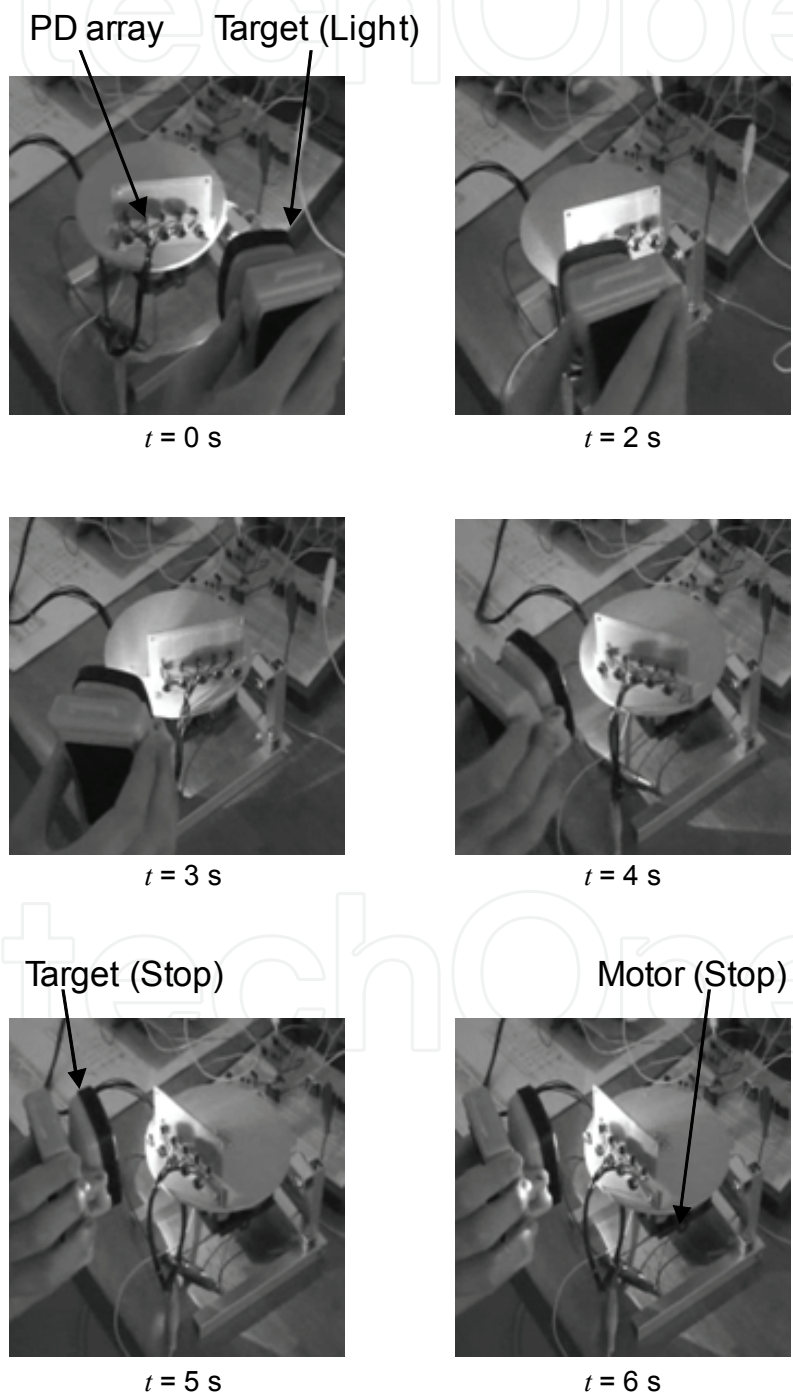 PD array Target (Light)
t = 0 s
t = 2 s
t = 3 s
t = 4 s
Target (Stop)
Motor (Stop)
t = 5 s
t = 6 s